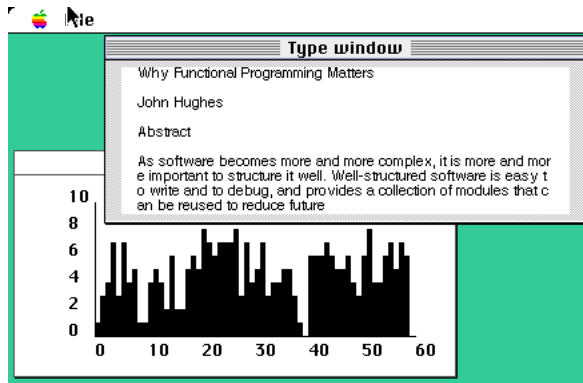 File
Type window
Why Functional Programming Matters
John Hughes
Abstract
As software becomes more and more complex, it is more and mor
e important to structure it well. Well-structured software is easy t
o write and to debug, and provides a collection of modules that c
an be reused to reduce future
10
8
6
4
2
0
0 10 20 30 40 50 60